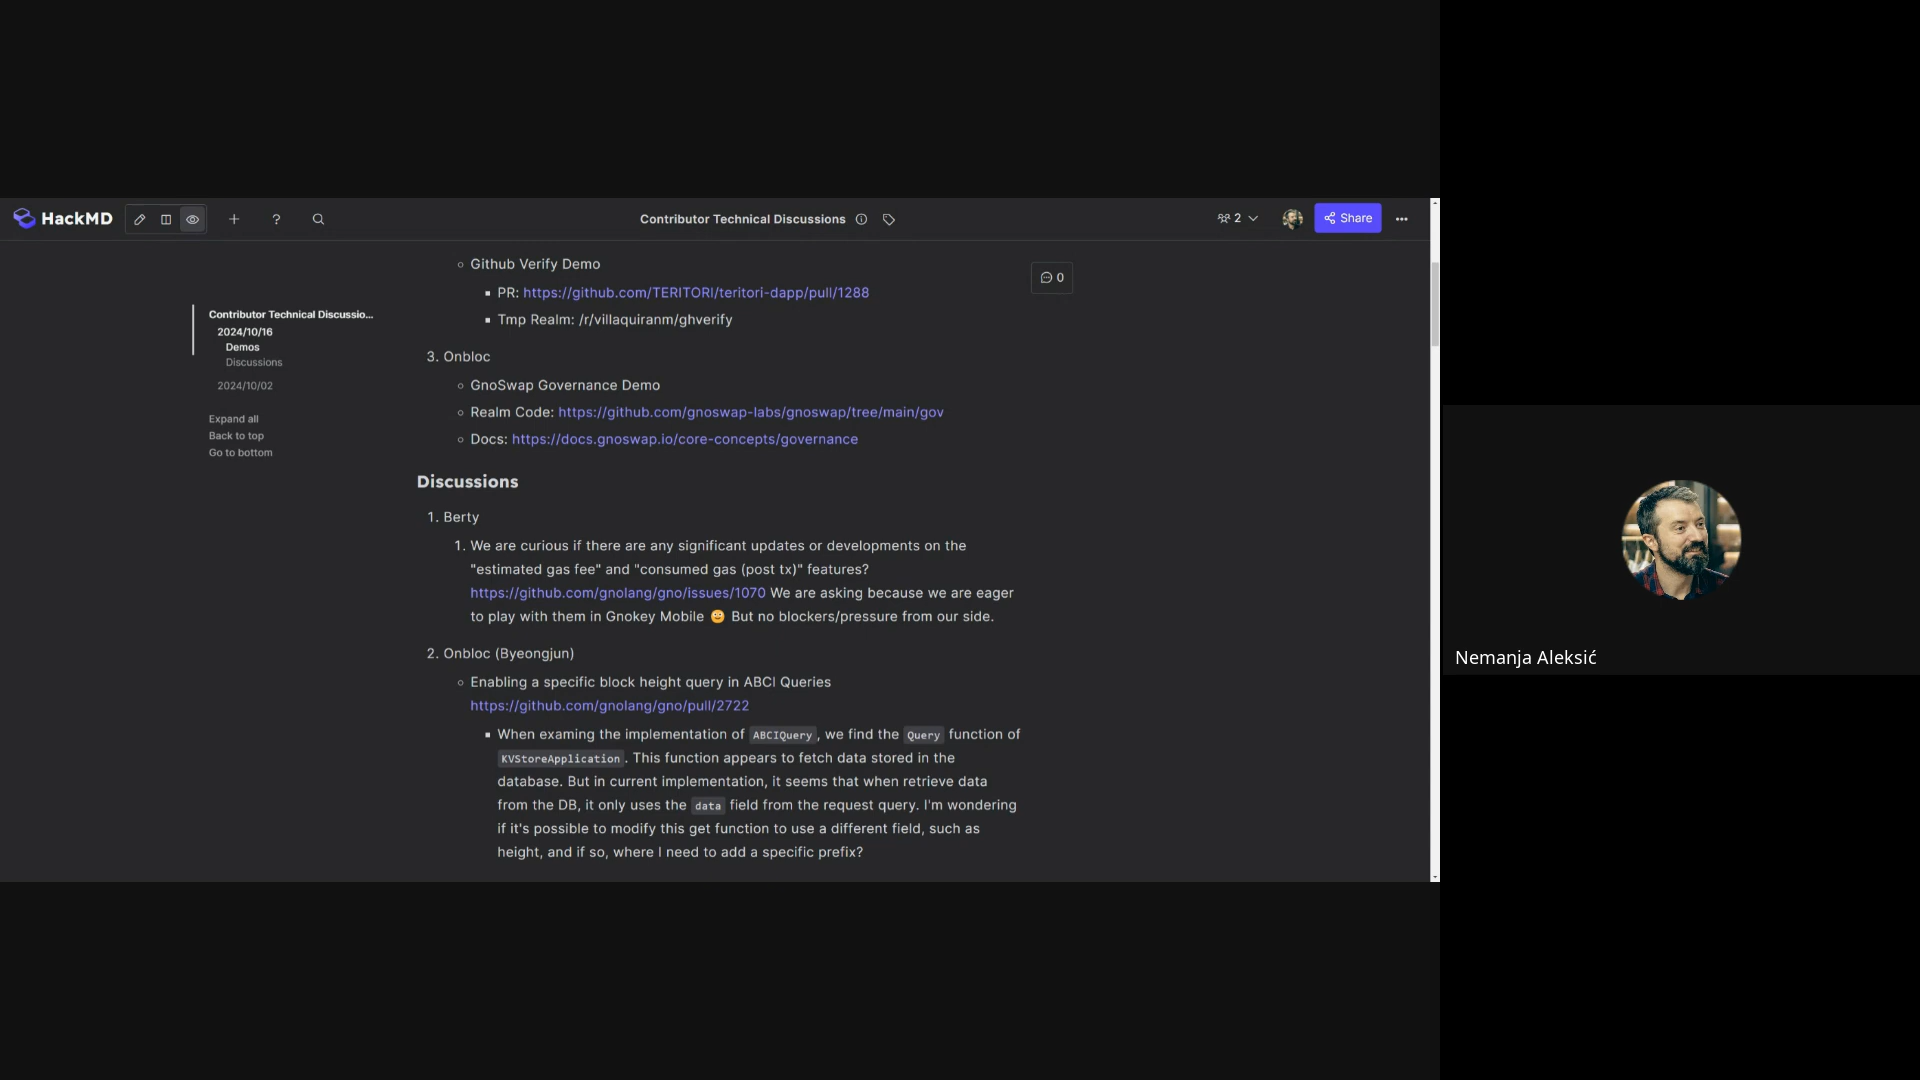 HackMD
Contributor Technical Discussions
2
Share
Github Verify Demo
0
PR: https://github.com/TERITORI/teritori-dapp/pull/1288
Tmp Realm: /r/villaquiranm/ghverify
Contributor Technical Discussio...
2024/10/16
Demos
Discussions
2024/10/02
Expand all
Back to top
Go to bottom
3. Onbloc
GnoSwap Governance Demo
Realm Code: https://github.com/gnoswap-labs/gnoswap/tree/main/gov
Docs: https://docs.gnoswap.io/core-concepts/governance
Discussions
1. Berty
1. We are curious if there are any significant updates or developments on the
"estimated gas fee" and "consumed gas (post tx)" features?
https://github.com/gnolang/gno/issues/1070 We are asking because we are eager
to play with them in Gnokey Mobile 🙂 But no blockers/pressure from our side.
2. Onbloc (Byeongjun)
Enabling a specific block height query in ABCI Queries
https://github.com/gnolang/gno/pull/2722
When examing the implementation of ABCIQuery, we find the Query function of
KVStoreApplication. This function appears to fetch data stored in the
database. But in current implementation, it seems that when retrieve data
from the DB, it only uses the data field from the request query. I'm wondering
if it's possible to modify this get function to use a different field, such as
height, and if so, where I need to add a specific prefix?
Nemanja Aleksić